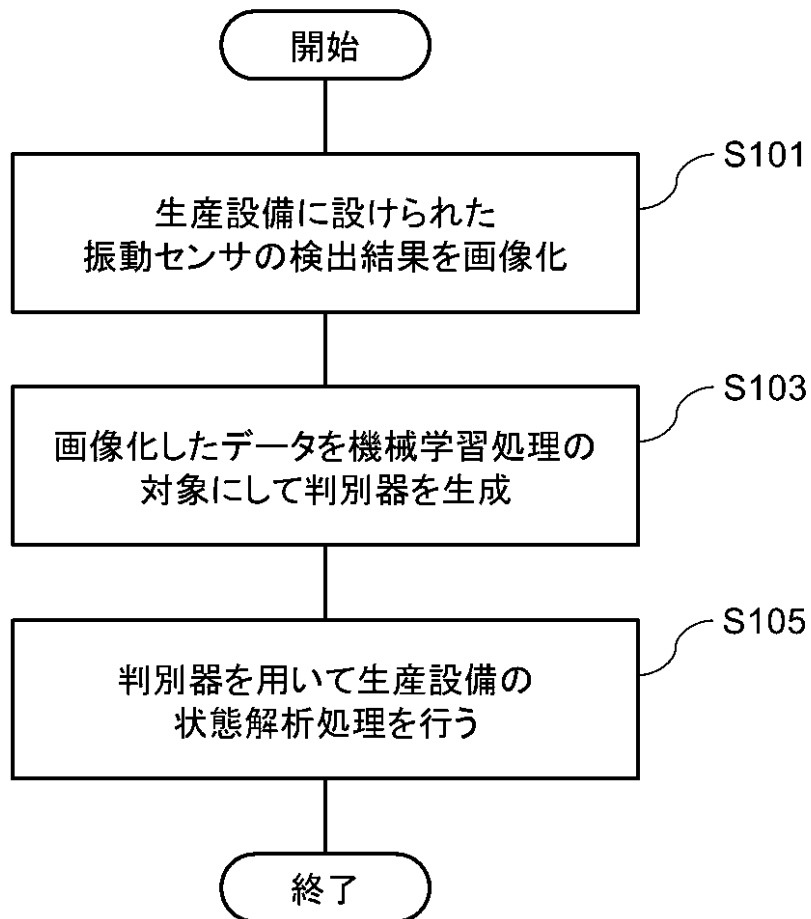 開始
S101
生産設備に設けられた
振動センサの検出結果を画像化
S103
画像化したデータを機械学習処理の
対象にして判別器を生成
S105
判別器を用いて生産設備の
状態解析処理を行う
終了